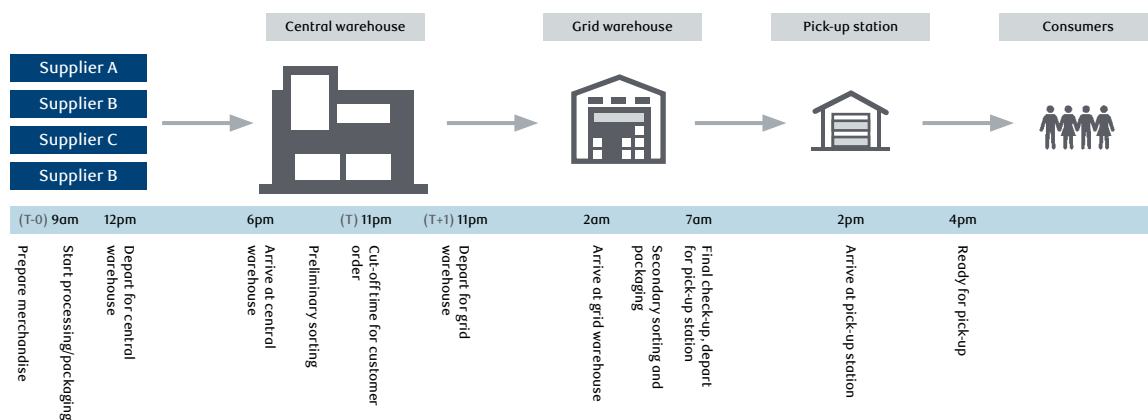 Central warehouse
Grid warehouse
Pick-up station
Consumers
Supplier A
Supplier B
Supplier C
Supplier B
(T-0) 9am
12pm
6pm
(T) 11pm
(T+1) 11pm
2am
7am
2pm
4pm
Prepare merchandise
Start processing/packaging
Depart for central
warehouse
Arrive at central
warehouse
Preliminary sorting
Cut-off time for customer
order
Depart for grid
warehouse
Arrive at grid warehouse
Secondary sorting and
packaging
Final check-up, depart
for pick-up station
Arrive at pick-up station
Ready for pick-up